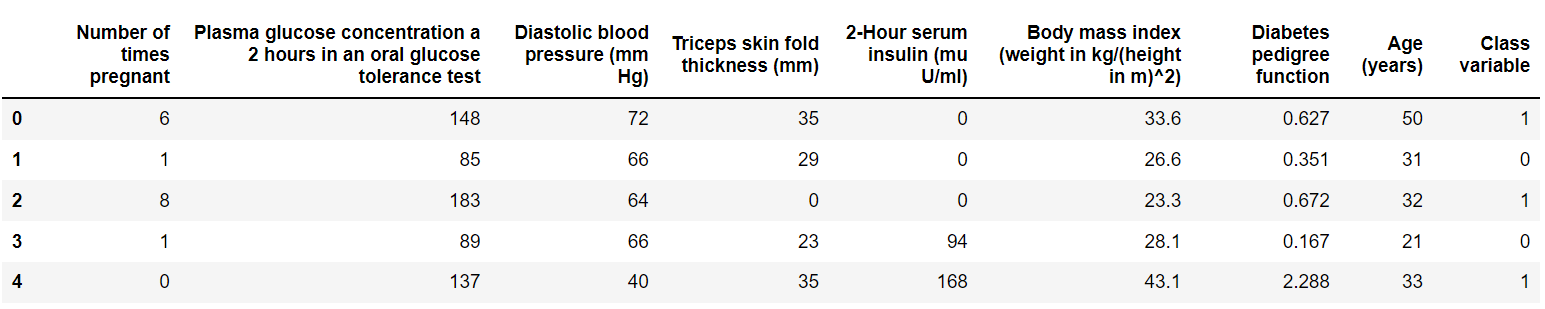 Number of times pregnant Plasma glucose concentration a 2 hours in an oral glucose tolerance test Diastolic blood pressure (mm Hg) Triceps skin fold thickness (mm) 2-Hour serum insulin (mu U/ml) Body mass index (weight in kg/(height in m)^2) Diabetes pedigree function Age (years) Class variable
0 6 148 72 35 0 33.6 0.627 50 1
1 1 85 66 29 0 26.6 0.351 31 0
2 8 183 64 0 0 23.3 0.672 32 1
3 1 89 66 23 94 28.1 0.167 21 0
4 0 137 40 35 168 43.1 2.288 33 1